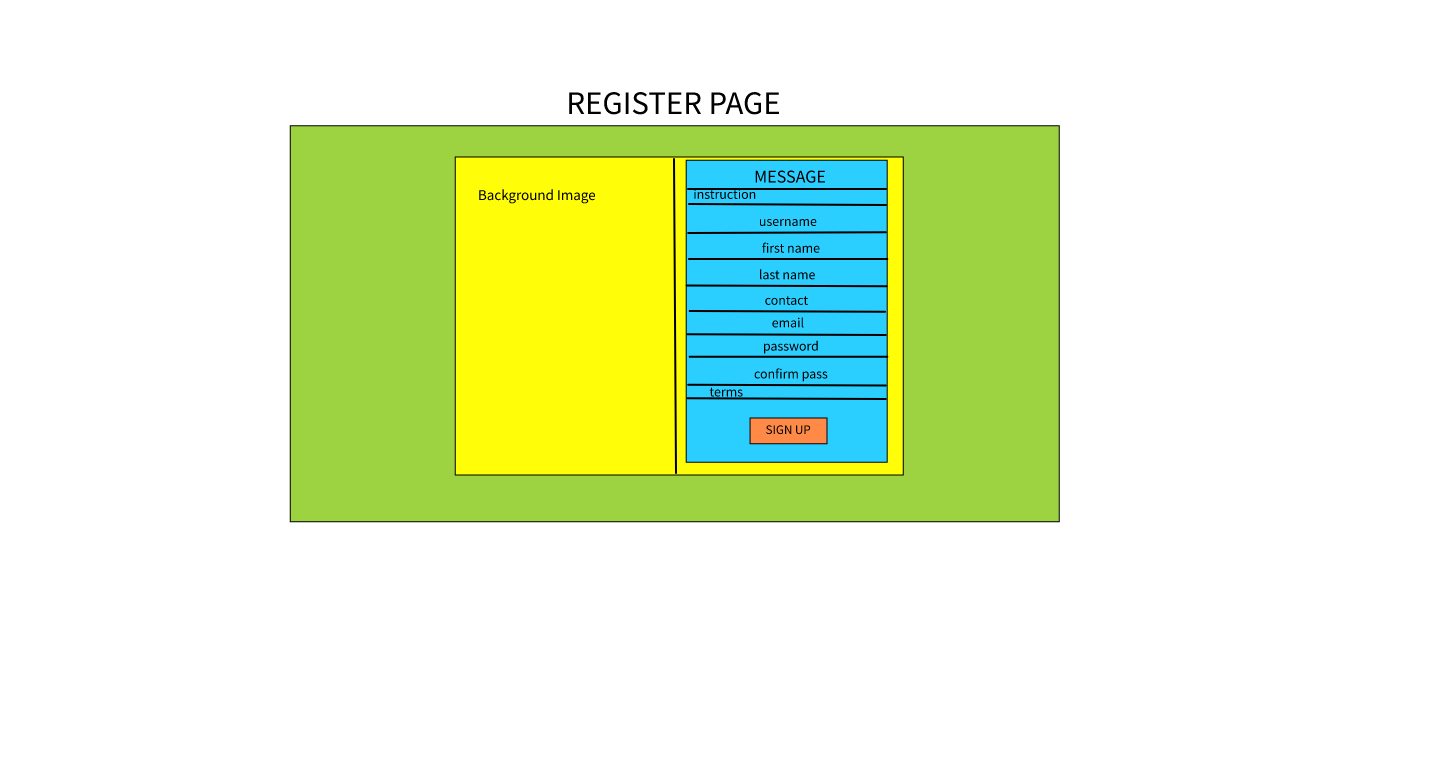 REGISTER PAGE
Background Image
MESSAGE
instruction
username
first name
last name
contact
email
password
confirm pass
terms
SIGN UP